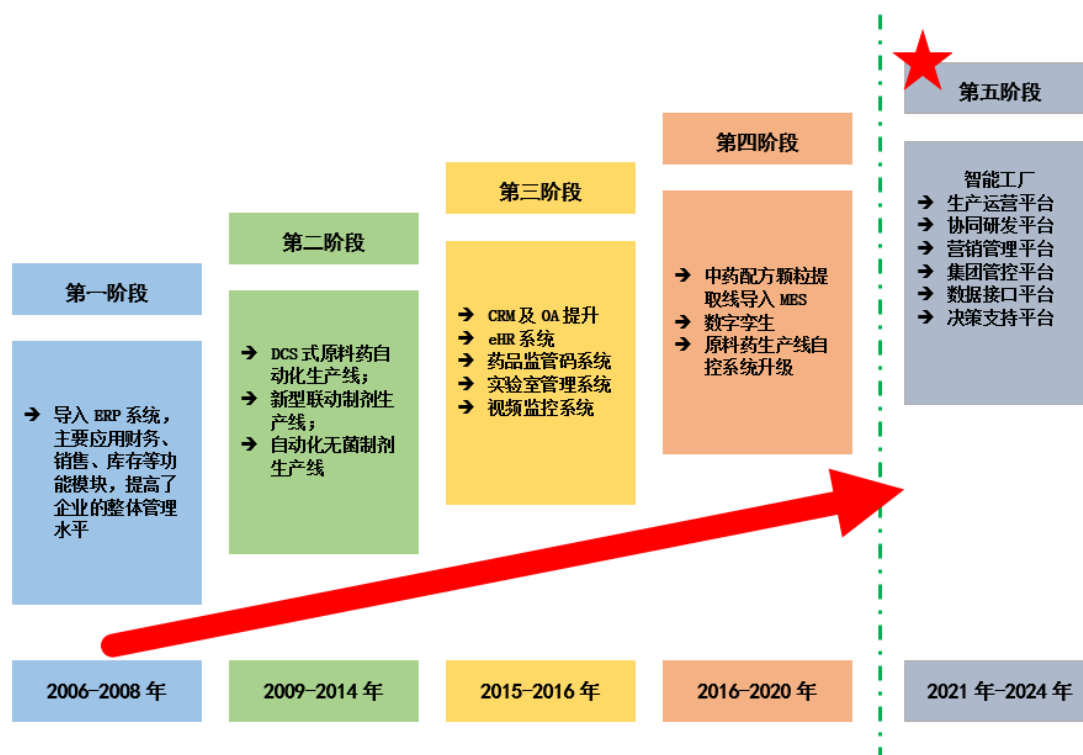 第一阶段
➔ 导入 ERP 系统，
主要应用财务、
销售、库存等功
能模块，提高了
企业的整体管理
水平
2006-2008 年
第二阶段
➔ DCS 式原料药自
动化生产线；
➔ 新型联动制剂生
产线；
➔ 自动化无菌制剂
生产线
2009-2014 年
第三阶段
➔ CRM 及 OA 提升
➔ eHR 系统
➔ 药品监管码系统
➔ 实验室管理系统
➔ 视频监控系统
2015-2016 年
第四阶段
➔ 中药配方颗粒提
取线导入 MES
➔ 数字孪生
➔ 原料药生产线自
控系统升级
2016-2020 年
第五阶段
智能工厂
➔ 生产运营平台
➔ 协同研发平台
➔ 营销管理平台
➔ 集团管控平台
➔ 数据接口平台
➔ 决策支持平台
2021 年-2024 年